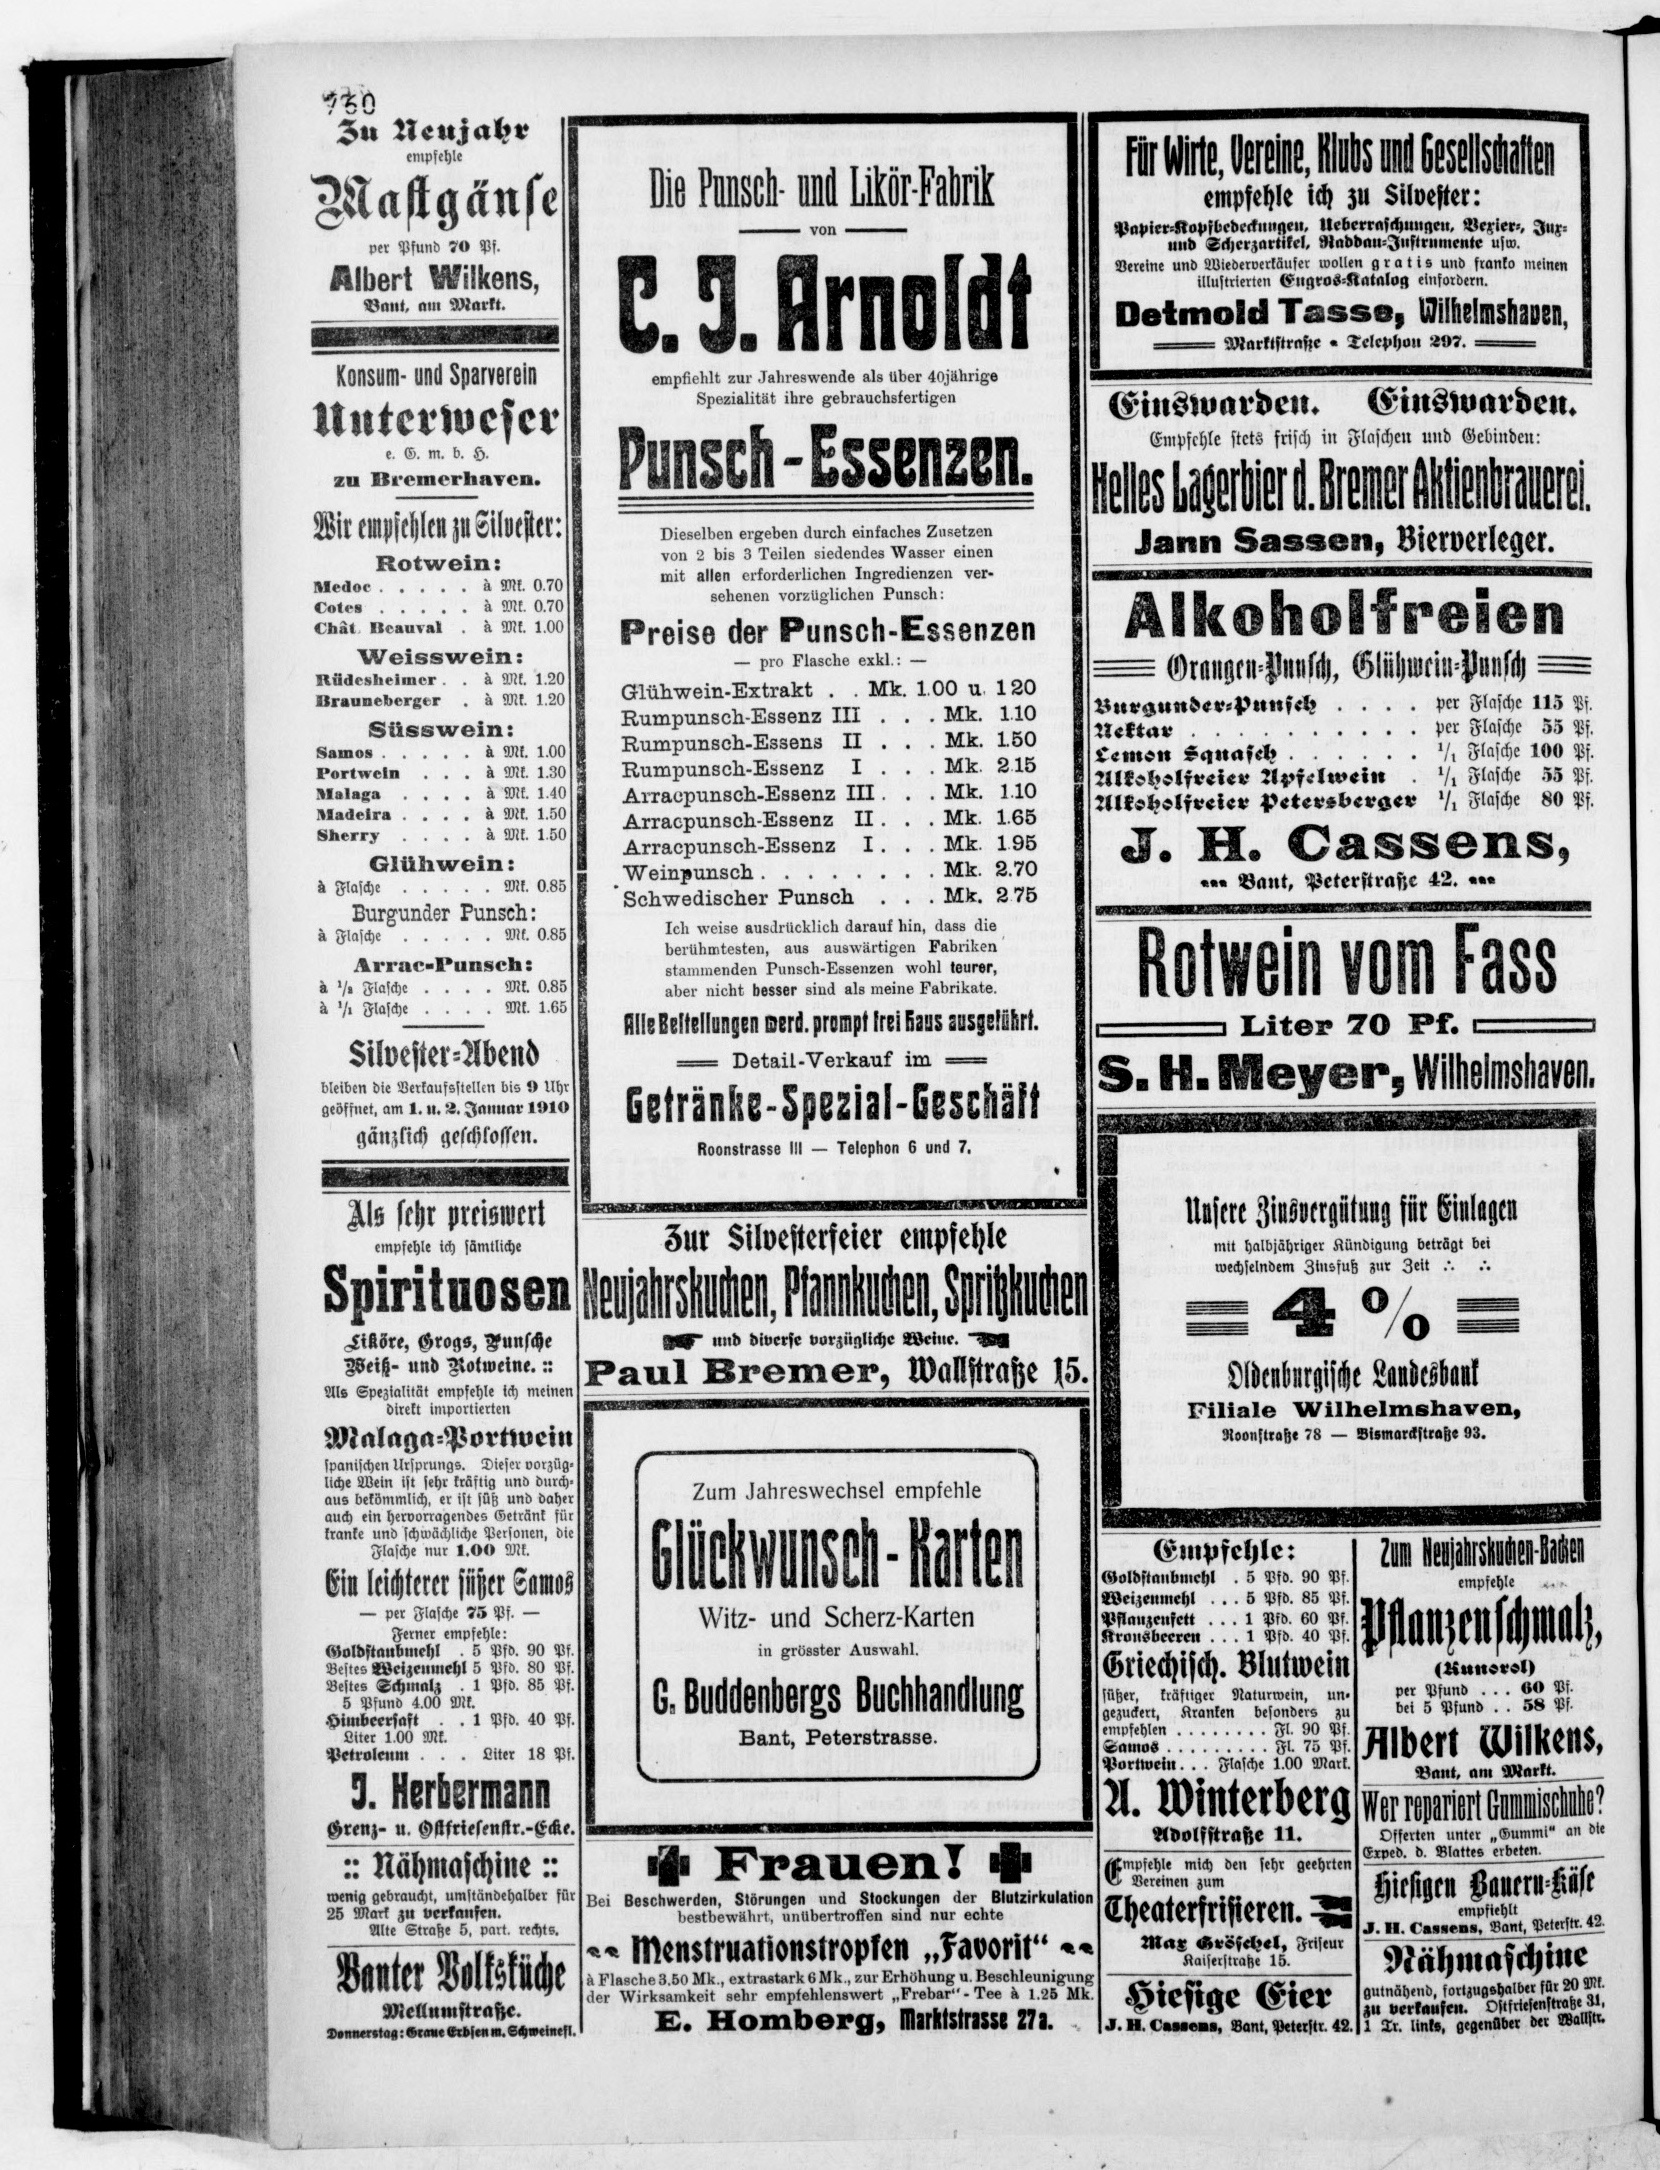 730
Zu Neujahr
empfehle
Mastgänse
per Pfund 70 Pf.
Albert Wilkens,
Bant, am Markt.
Konsum- und Sparverein
Unterweser
e. G. m. b. H.
zu Bremerhaven.
Wir empfehlen zu Silvester:
Rotwein:
Medoc . . . . . à Mk. 0.70
Cotes . . . . . à Mk. 0.70
Chât. Beauval . à Mk. 1.00
Weisswein:
Rüdesheimer . . à Mk. 1.20
Brauneberger . à Mk. 1.20
Süsswein:
Samos . . . . . à Mk. 1.00
Portwein . . . à Mk. 1.30
Malaga . . . . à Mk. 1.40
Madeira . . . . à Mk. 1.50
Sherry . . . . à Mk. 1.50
Glühwein:
à Flasche . . . . . Mk. 0.85
Burgunder Punsch:
à Flasche . . . . . Mk. 0.85
Arrac-Punsch:
à 1/2 Flasche . . . . Mk. 0.85
à 1/1 Flasche . . . . Mk. 1.65
Silvester-Abend
bleiben die Verkaufsstellen bis 9 Uhr
geöffnet, am 1. u. 2. Januar 1910
gänzlich geschlossen.
Als sehr preiswert
empfehle ich sämtliche
Spirituosen
Liköre, Grogs, Punsche
Weiß- und Rotweine. ::
Als Spezialität empfehle ich meinen
direkt importierten
Malaga-Portwein
spanischen Ursprungs. Dieser vorzüg-
liche Wein ist sehr kräftig und durch-
aus bekömmlich, er ist süß und daher
auch ein hervorragendes Getränk für
kranke und schwächliche Personen, die
Flasche nur 1.00 Mk.
Ein leichterer süßer Samos
— per Flasche 75 Pf. —
Ferner empfehle:
Goldstaubmehl . 5 Pfd. 90 Pf.
Bestes Weizenmehl 5 Pfd. 80 Pf.
Bestes Schmalz . 1 Pfd. 85 Pf.
5 Pfund 4.00 Mk.
Himbeersaft . . 1 Pfd. 40 Pf.
Liter 1.00 Mk.
Petroleum . . . Liter 18 Pf.
J. Herbermann
Grenz- u. Ostfriesenstr.-Ecke.
:: Nähmaschine ::
wenig gebraucht, umständehalber für
25 Mark zu verkaufen.
Alte Straße 5, part. rechts.
Banter Volksküche
Mellumstraße.
Donnerstag: Graue Erbsen m. Schweinefl.
Die Punsch- und Likör-Fabrik
von
C. J. Arnoldt
empfiehlt zur Jahreswende als über 40jährige
Spezialität ihre gebrauchsfertigen
Punsch-Essenzen.
Dieselben ergeben durch einfaches Zusetzen
von 2 bis 3 Teilen siedendes Wasser einen
mit allen erforderlichen Ingredienzen ver-
sehenen vorzüglichen Punsch:
Preise der Punsch-Essenzen
— pro Flasche exkl.: —
Glühwein-Extrakt . . Mk. 1.00 u. 1 20
Rumpunsch-Essenz III . . . Mk. 1.10
Rumpunsch-Essens II . . . Mk. 1.50
Rumpunsch-Essenz I . . . Mk. 2.15
Arracpunsch-Essenz III . . . Mk. 1.10
Arracpunsch-Essenz II . . . Mk. 1.65
Arracpunsch-Essenz I . . . Mk. 1.95
Weinpunsch . . . . . . . . Mk. 2.70
Schwedischer Punsch . . . Mk. 2 75
Ich weise ausdrücklich darauf hin, dass die
berühmtesten, aus auswärtigen Fabriken
stammenden Punsch-Essenzen wohl teurer,
aber nicht besser sind als meine Fabrikate.
Alle Bestellungen werd. prompt frei Haus ausgeführt.
Detail-Verkauf im
Getränke-Spezial-Geschäft
Roonstrasse III — Telephon 6 und 7.
Zur Silvesterfeier empfehle
Neujahrskuchen, Pfannkuchen, Spritzkuchen
und diverse vorzügliche Weine.
Paul Bremer, Wallstraße 15.
Zum Jahreswechsel empfehle
Glückwunsch-Karten
Witz- und Scherz-Karten
in grösster Auswahl.
G. Buddenbergs Buchhandlung
Bant, Peterstrasse.
Frauen!
Bei Beschwerden, Störungen und Stockungen der Blutzirkulation
bestbewährt, unübertroffen sind nur echte
Menstruationstropfen „Favorit“
à Flasche 3.50 Mk., extrastark 6 Mk., zur Erhöhung u. Beschleunigung
der Wirksamkeit sehr empfehlenswert „Frebar“-Tee à 1.25 Mk.
E. Homberg, Marktstrasse 27a.
Für Wirte, Vereine, Klubs und Gesellschaften
empfehle ich zu Silvester:
Papier-Kopfbedeckungen, Ueberraschungen, Vexier-, Jux-
und Scherzartikel, Raddau-Instrumente usw.
Vereine und Wiederverkäufer wollen gratis und franko meinen
illustrierten Engros-Katalog einfordern.
Detmold Tasse, Wilhelmshaven,
Marktstraße • Telephon 297.
Einswarden. Einswarden.
Empfehle stets frisch in Flaschen und Gebinden:
Helles Lagerbier d. Bremer Aktienbrauerei.
Jann Sassen, Bierverleger.
Alkoholfreien
Orangen-Punsch, Glühwein-Punsch
Burgunder-Punsch . . . . per Flasche 115 Pf.
Nektar . . . . . . . . . . per Flasche 55 Pf.
Lemon Squasch . . . . . . 1/1 Flasche 100 Pf.
Alkoholfreier Apfelwein . 1/1 Flasche 55 Pf.
Alkoholfreier Petersberger 1/1 Flasche 80 Pf.
J. H. Cassens,
Bant, Peterstraße 42.
Rotwein vom Fass
Liter 70 Pf.
S. H. Meyer, Wilhelmshaven.
Unsere Zinsvergütung für Einlagen
mit halbjähriger Kündigung beträgt bei
wechselndem Zinsfuß zur Zeit ∴ ∴
4 %
Oldenburgische Landesbank
Filiale Wilhelmshaven,
Roonstraße 78 — Bismarckstraße 93.
Empfehle:
Goldstaubmehl . 5 Pfd. 90 Pf.
Weizenmehl . . . 5 Pfd. 85 Pf.
Pflanzenfett . . . 1 Pfd. 60 Pf.
Kronsbeeren . . . 1 Pfd. 40 Pf.
Griechisch. Blutwein
süßer, kräftiger Naturwein, un-
gezuckert, Kranken besonders zu
empfehlen . . . . . . . . Fl. 90 Pf.
Samos . . . . . . . . . Fl. 75 Pf.
Portwein . . . Flasche 1.00 Mark.
A. Winterberg
Adolfstraße 11.
Empfehle mich den sehr geehrten
Vereinen zum
Theaterfrisieren.
Max Gröschel, Friseur
Kaiserstraße 15.
Hiesige Eier
J. H. Cassens, Bant, Peterstr. 42.
Zum Neujahrskuchen-Backen
empfehle
Pflanzenschmalz,
(Kunerol)
per Pfund . . . 60 Pf.
bei 5 Pfund . . 58 Pf.
Albert Wilkens,
Bant, am Markt.
Wer repariert Gummischuhe?
Offerten unter „Gummi“ an die
Exped. d. Blattes erbeten.
Hiesigen Bauern-Käse
empfiehlt
J. H. Cassens, Bant, Peterstr. 42.
Nähmaschine
gutnähend, fortzugshalber für 20 Mk.
zu verkaufen. Ostfriesenstraße 31,
1 Tr. links, gegenüber der Wallstr.